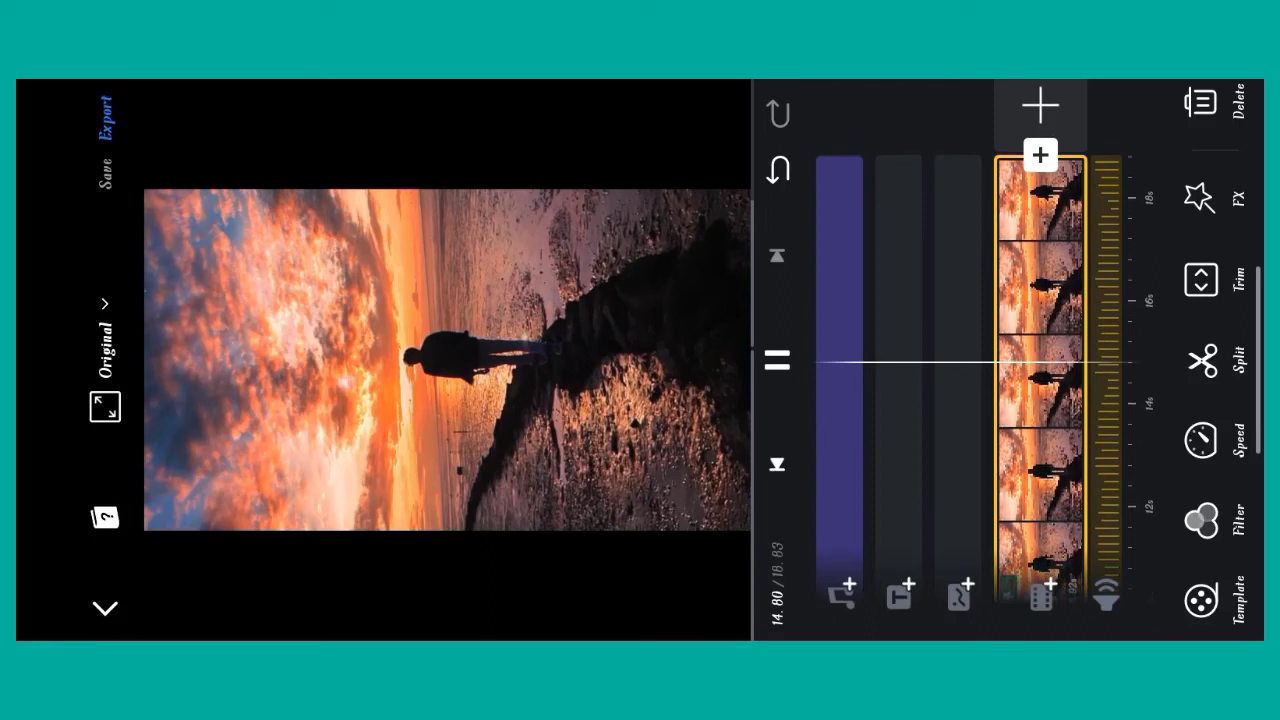 Original
Save
Export
14.80 / 18.83
12s
14s
16s
18s
Template
Filter
Speed
Split
Trim
FX
Delete